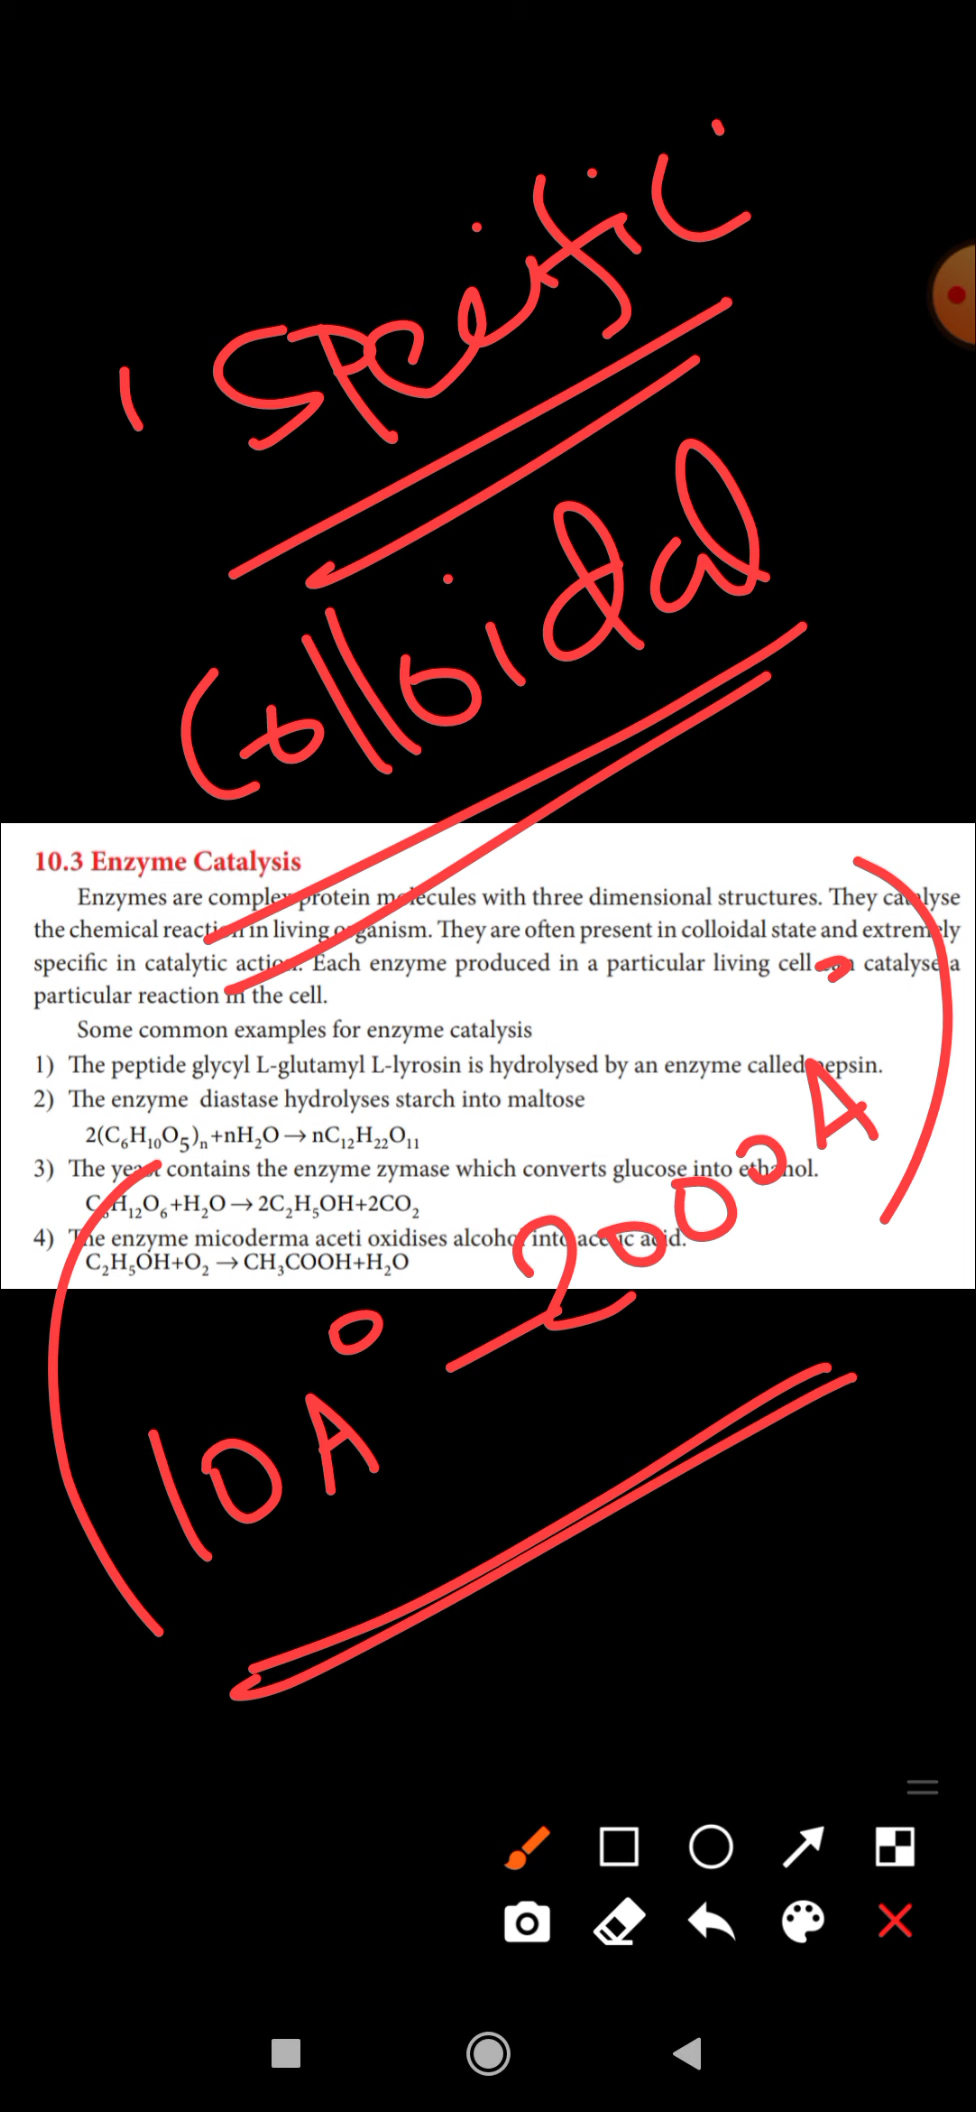 Specific
Colloidal
10.3 Enzyme Catalysis
Enzymes are complex protein molecules with three dimensional structures. They catalyse
the chemical reaction in living organism. They are often present in colloidal state and extremely
specific in catalytic action. Each enzyme produced in a particular living cell can catalyse a
particular reaction in the cell.
Some common examples for enzyme catalysis
1) The peptide glycyl L-glutamyl L-lyrosin is hydrolysed by an enzyme called pepsin.
2) The enzyme diastase hydrolyses starch into maltose
2(C₆H₁₀O₅)ₙ+nH₂O→nC₁₂H₂₂O₁₁
3) The yeast contains the enzyme zymase which converts glucose into ethanol.
C₆H₁₂O₆+H₂O→2C₂H₅OH+2CO₂
4) The enzyme micoderma aceti oxidises alcohol into acetic acid.
C₂H₅OH+O₂→CH₃COOH+H₂O
(10A°-2000A°)